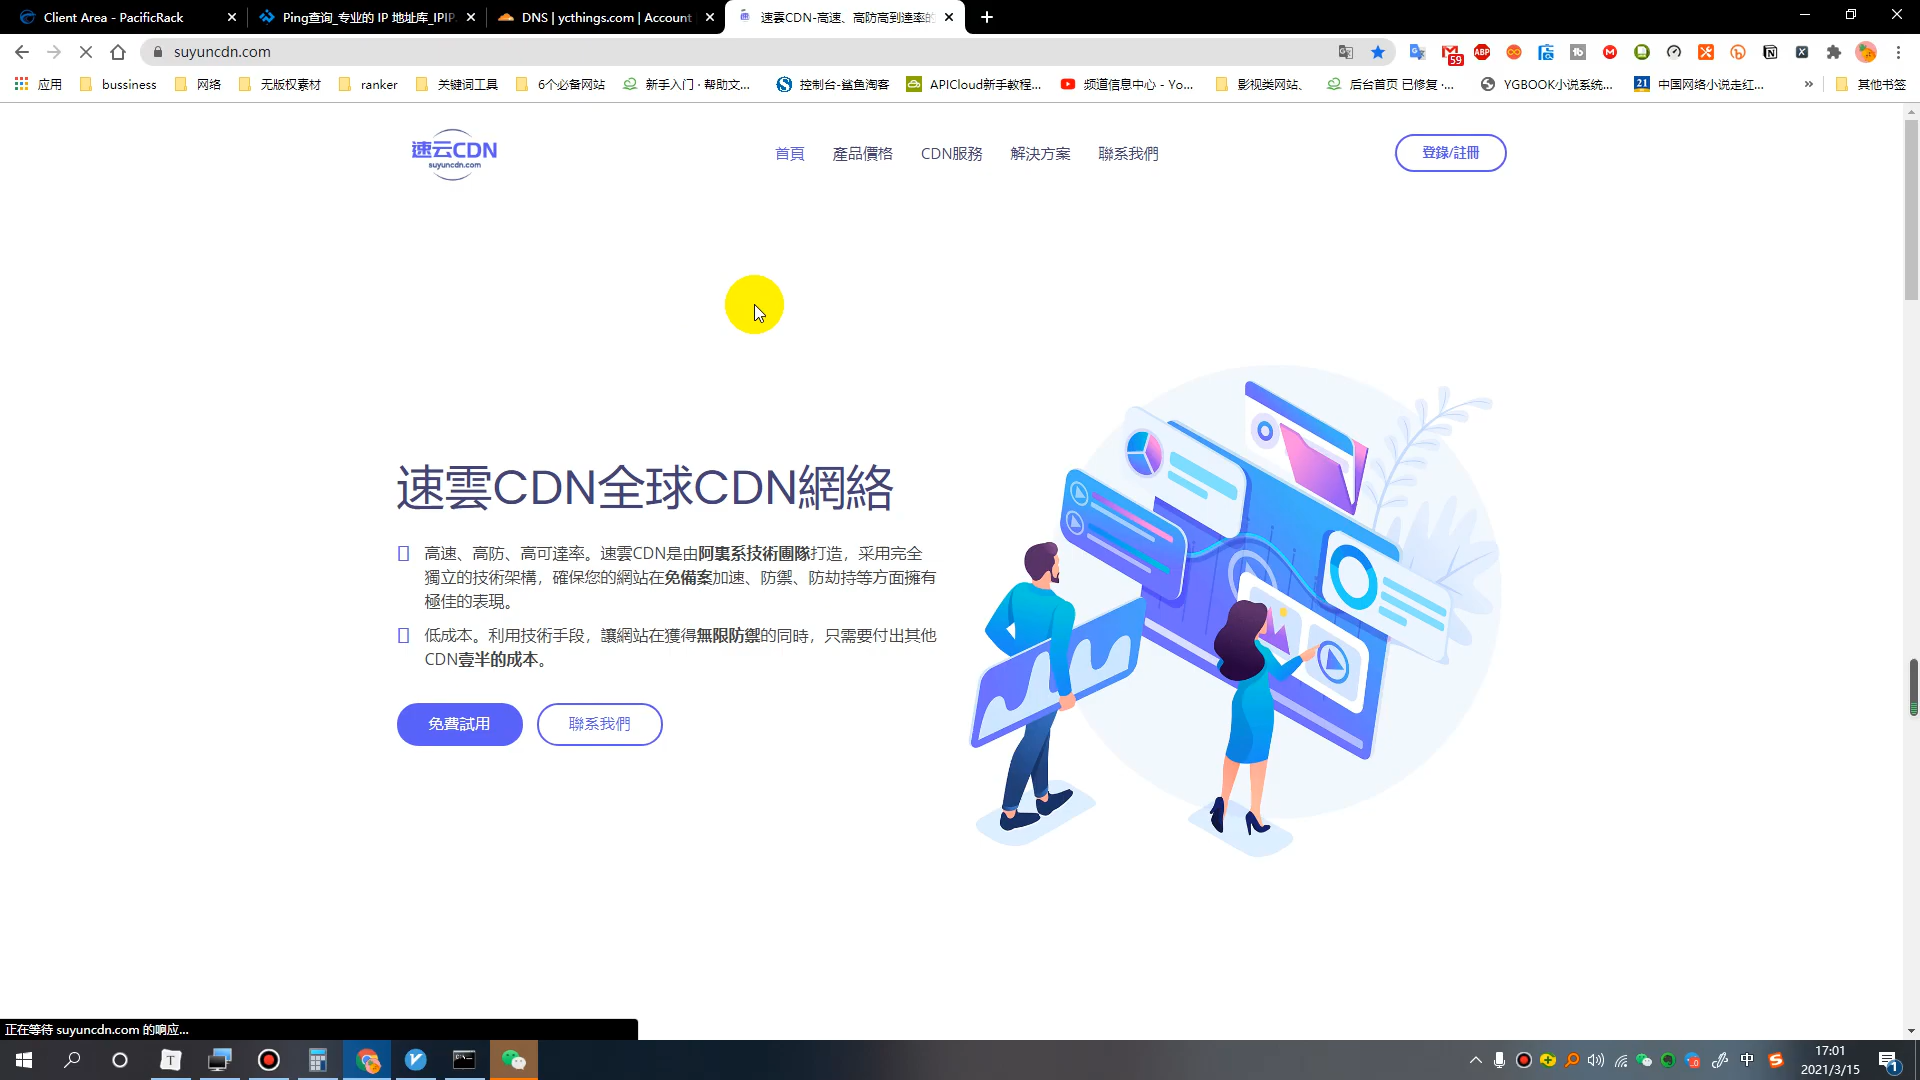 Client Area - PacificRack
Ping查询_专业的 IP 地址库_IPIP.
DNS | ycthings.com | Account
速雲CDN-高速、高防高到達率的
suyuncdn.com
59
ABP
应用
bussiness
网络
无版权素材
ranker
关键词工具
6个必备网站
新手入门 · 帮助文...
控制台-鲨鱼淘客
APICloud新手教程...
频道信息中心 - Yo...
影视类网站、
后台首页 已修复 ·...
YGBOOK小说系统...
21
中国网络小说走红...
»
其他书签
速云CDN
suyuncdn.com
首頁
產品價格
CDN服務
解決方案
聯系我們
登錄/註冊
速雲CDN全球CDN網絡
高速、高防、高可達率。速雲CDN是由阿裏系技術團隊打造，采用完全
獨立的技術架構，確保您的網站在免備案加速、防禦、防劫持等方面擁有
極佳的表現。
低成本。利用技術手段，讓網站在獲得無限防禦的同時，只需要付出其他
CDN壹半的成本。
免費試用
聯系我們
正在等待 suyuncdn.com 的响应...
中
17:01
2021/3/15
1